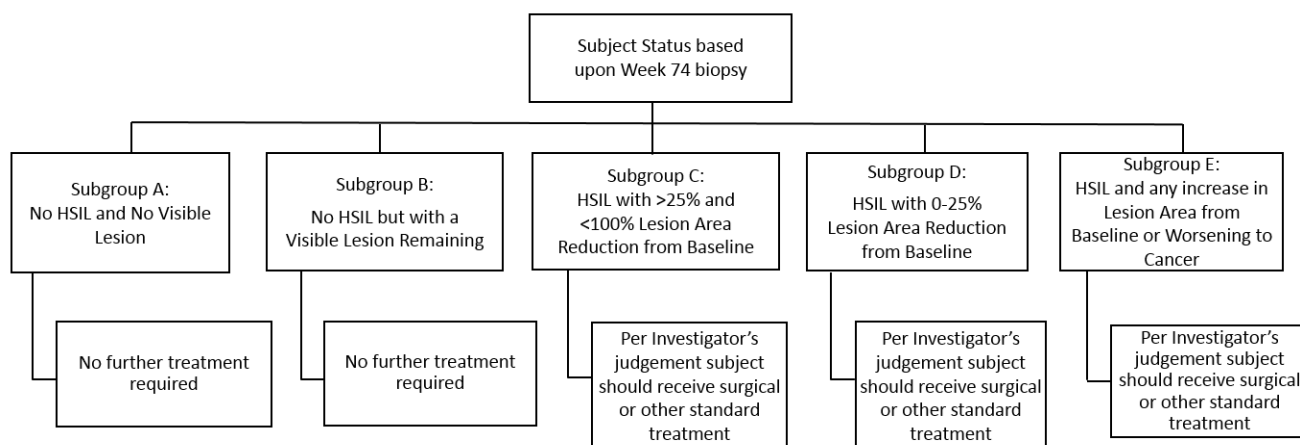 Subject Status based
upon Week 74 biopsy
Subgroup A:
No HSIL and No Visible
Lesion
Subgroup B:
No HSIL but with a
Visible Lesion Remaining
Subgroup C:
HSIL with >25% and
<100% Lesion Area
Reduction from Baseline
Subgroup D:
HSIL with 0-25%
Lesion Area Reduction
from Baseline
Subgroup E:
HSIL and any increase in
Lesion Area from
Baseline or Worsening to
Cancer
No further treatment
required
No further treatment
required
Per Investigator’s
judgement subject
should receive surgical
or other standard
treatment
Per Investigator’s
judgement subject
should receive surgical
or other standard
treatment
Per Investigator’s
judgement subject
should receive surgical
or other standard
treatment